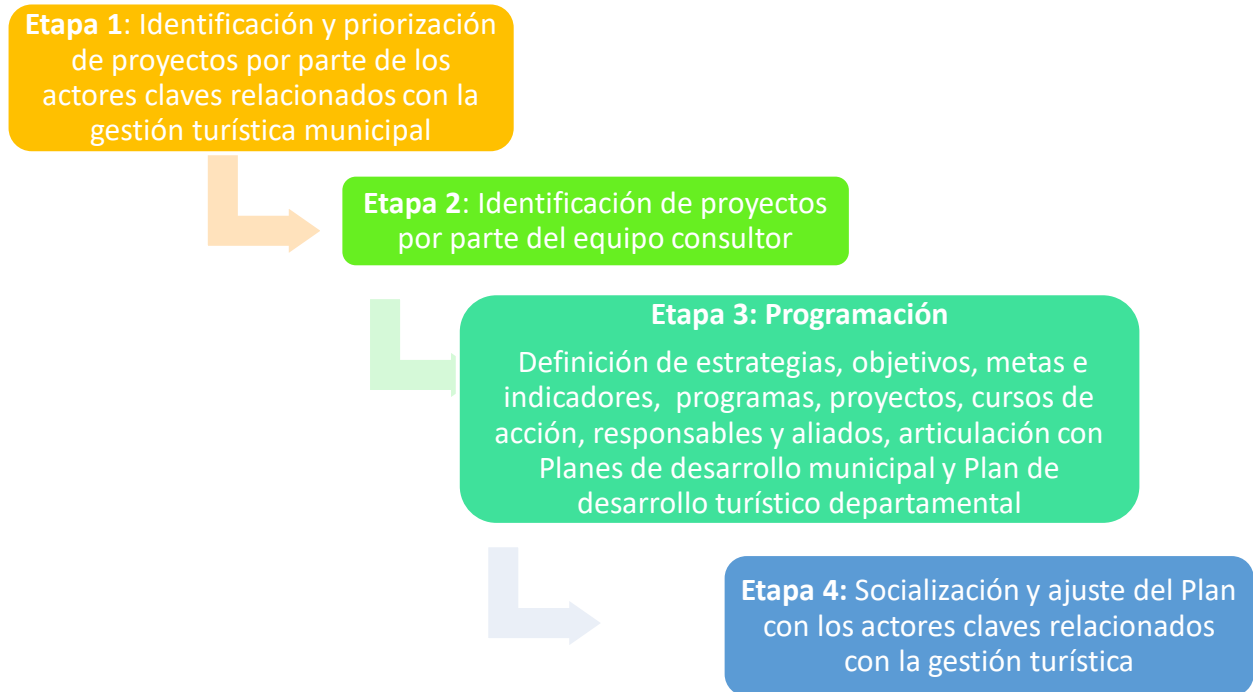 Etapa 1: Identificación y priorización
de proyectos por parte de los
actores claves relacionados con la
gestión turística municipal
Etapa 2: Identificación de proyectos
por parte del equipo consultor
Etapa 3: Programación
Definición de estrategias, objetivos, metas e
indicadores, programas, proyectos, cursos de
acción, responsables y aliados, articulación con
Planes de desarrollo municipal y Plan de
desarrollo turístico departamental
Etapa 4: Socialización y ajuste del Plan
con los actores claves relacionados
con la gestión turística